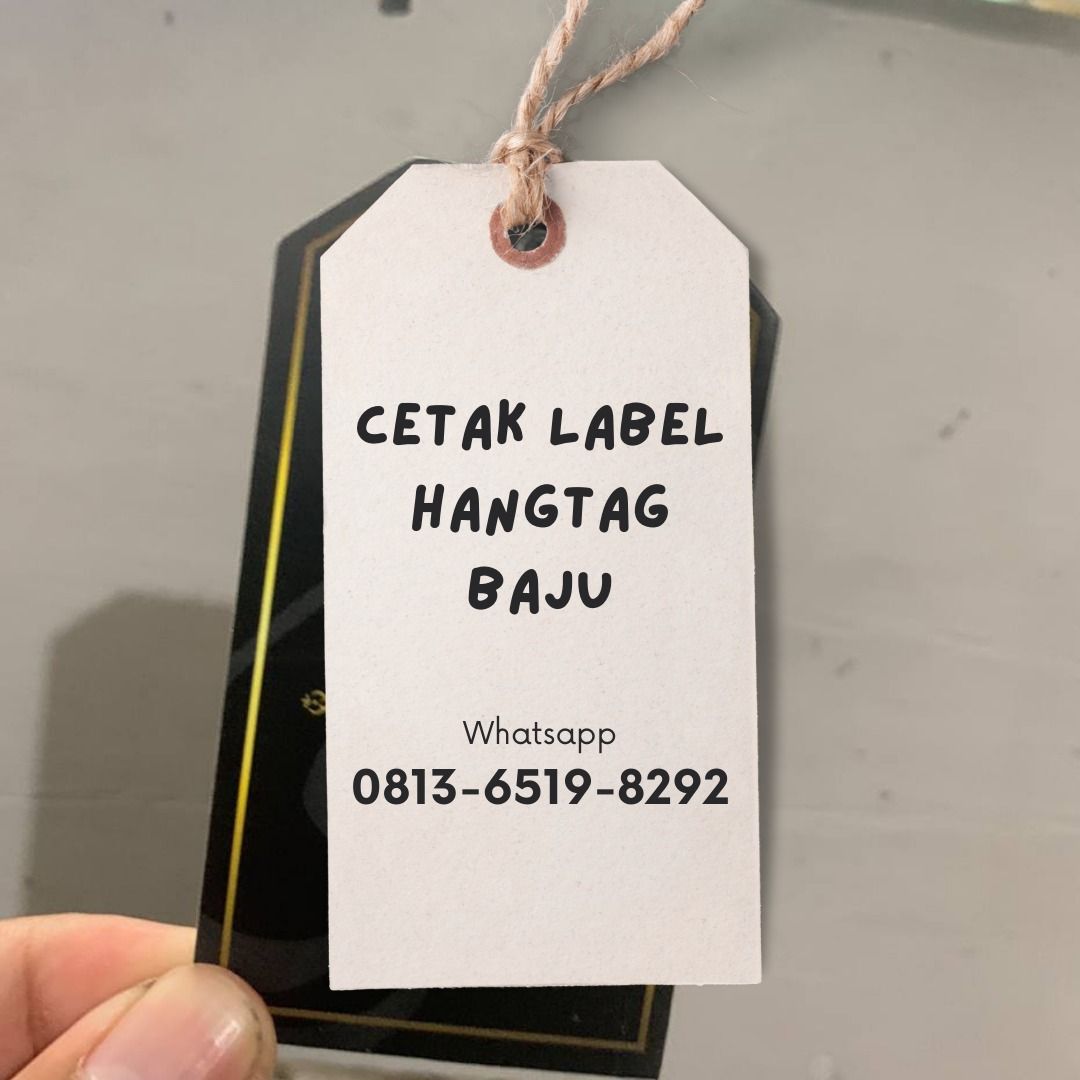 CETAK LABEL
HANGTAG
BAJU
Whatsapp
0813-6519-8292